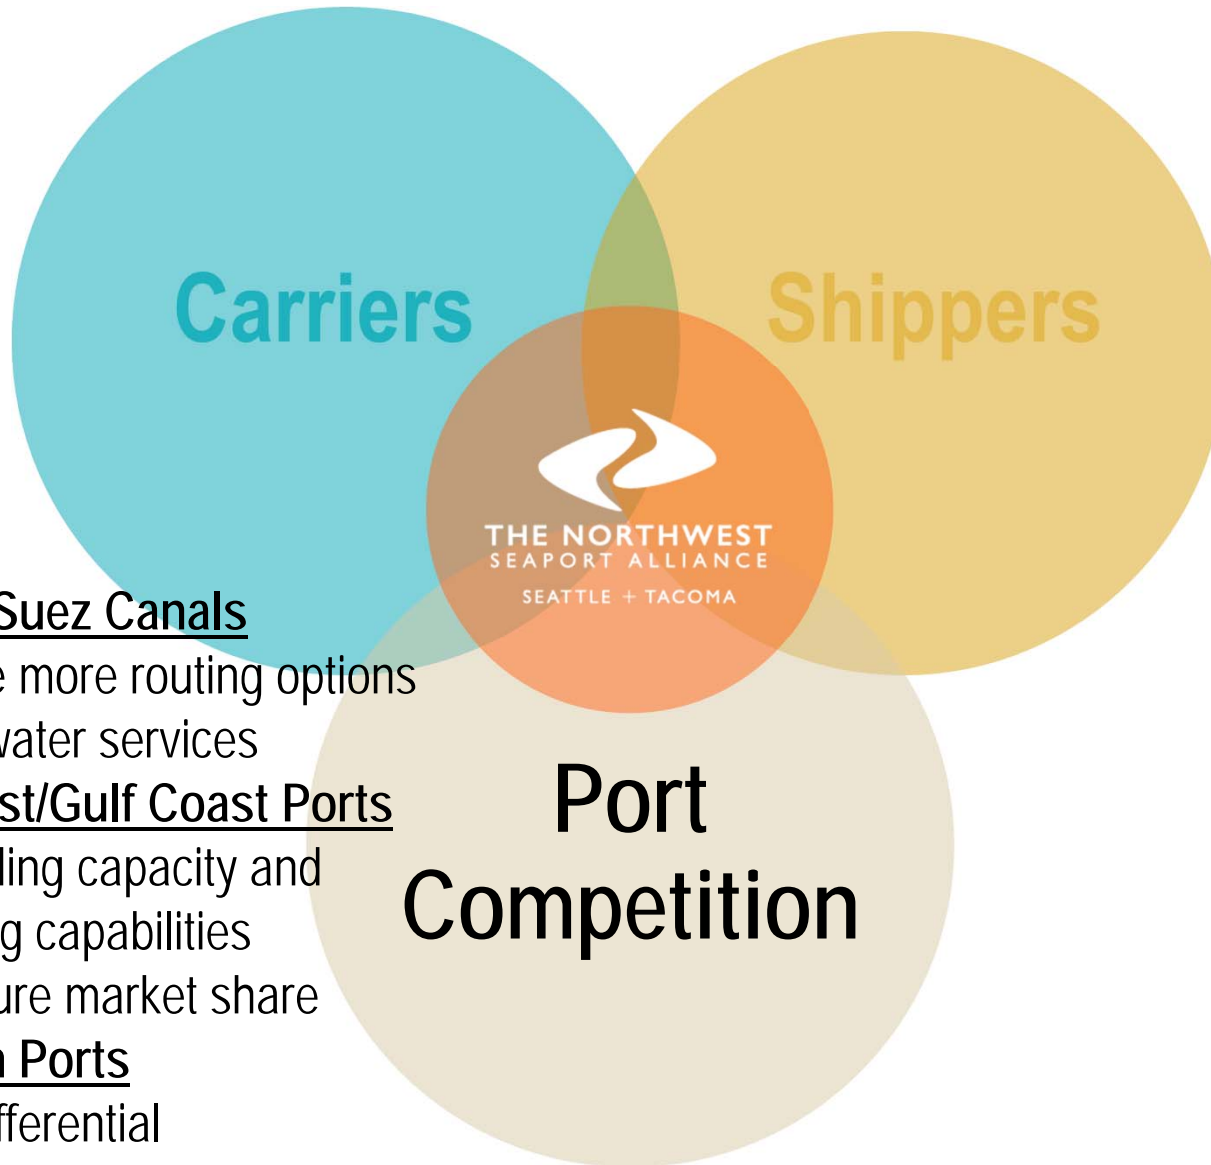 Carriers
Shippers
THE NORTHWEST
SEAPORT ALLIANCE
SEATTLE + TACOMA
Suez Canals
e more routing options
water services
st/Gulf Coast Ports
ling capacity and
g capabilities
ure market share
n Ports
fferential
Port
Competition